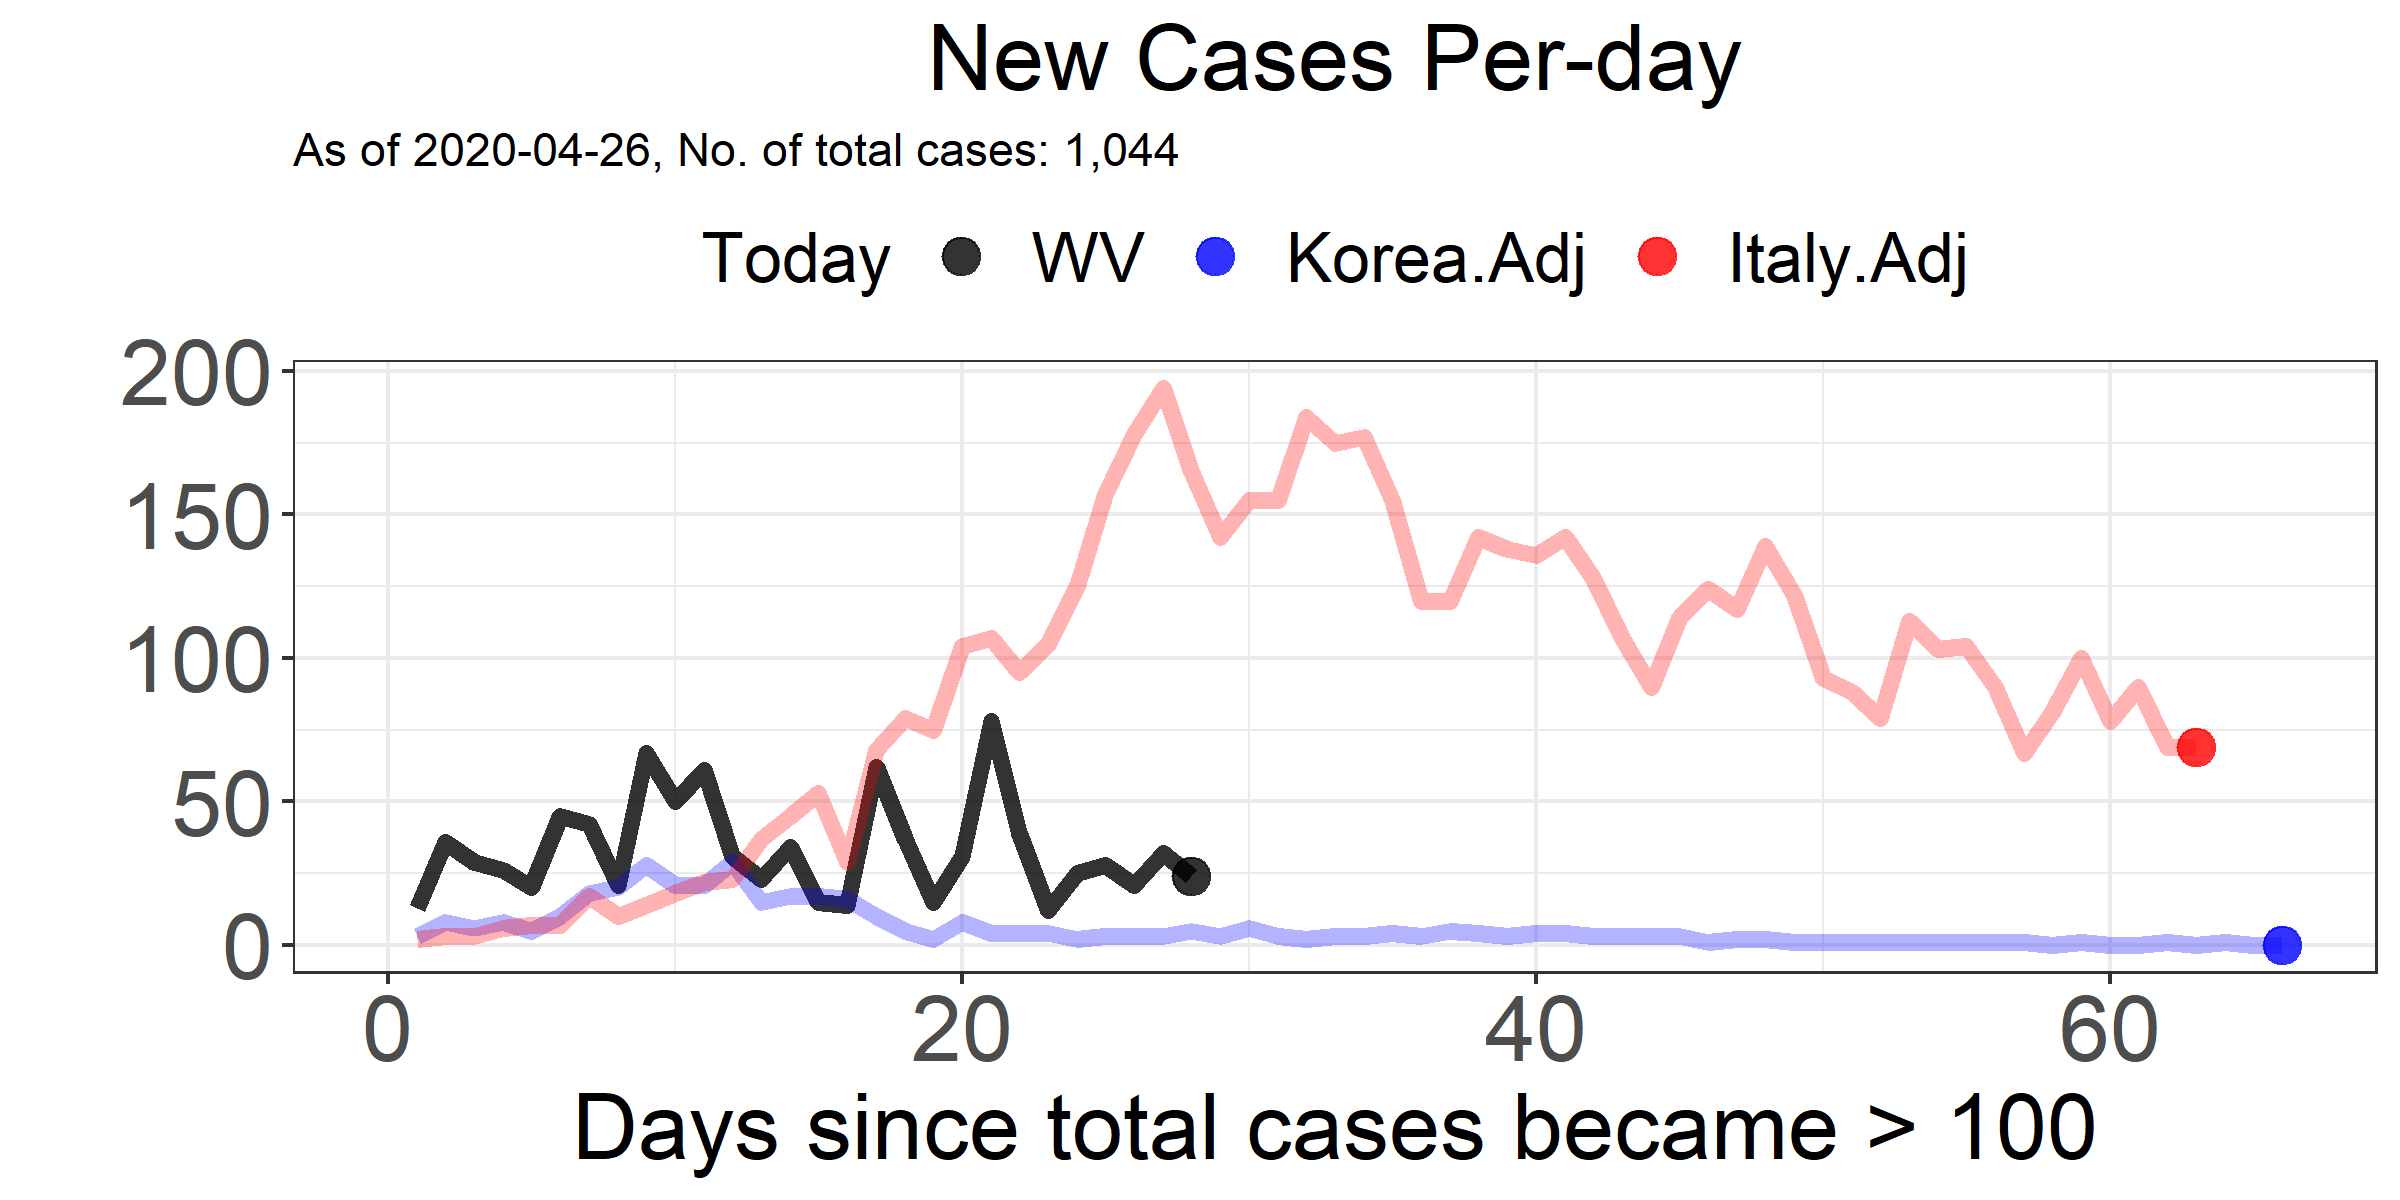 New Cases Per-day
As of 2020-04-26, No. of total cases: 1,044
Today WV Korea.Adj Italy.Adj
200
150
100
50
0
0 20 40 60
Days since total cases became > 100